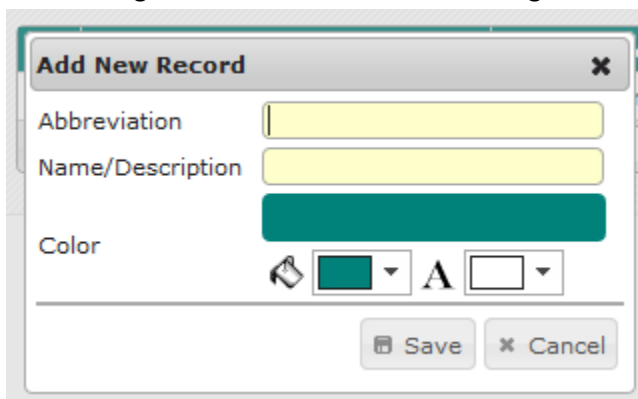 Add New Record
Abbreviation
Name/Description
Color
A
Save Cancel